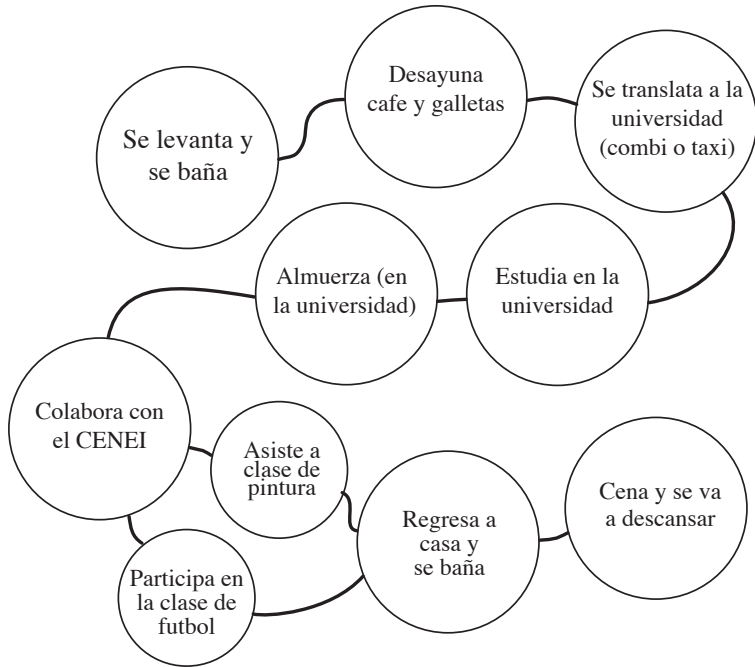 Se levanta y
se baña
Desayuna
cafe y galletas
Se translata a la
universidad
(combi o taxi)
Estudia en la
universidad
Almuerza (en
la universidad)
Colabora con
el CENEI
Asiste a
clase de
pintura
Participa en
la clase de
futbol
Regresa a
casa y
se baña
Cena y se va
a descansar